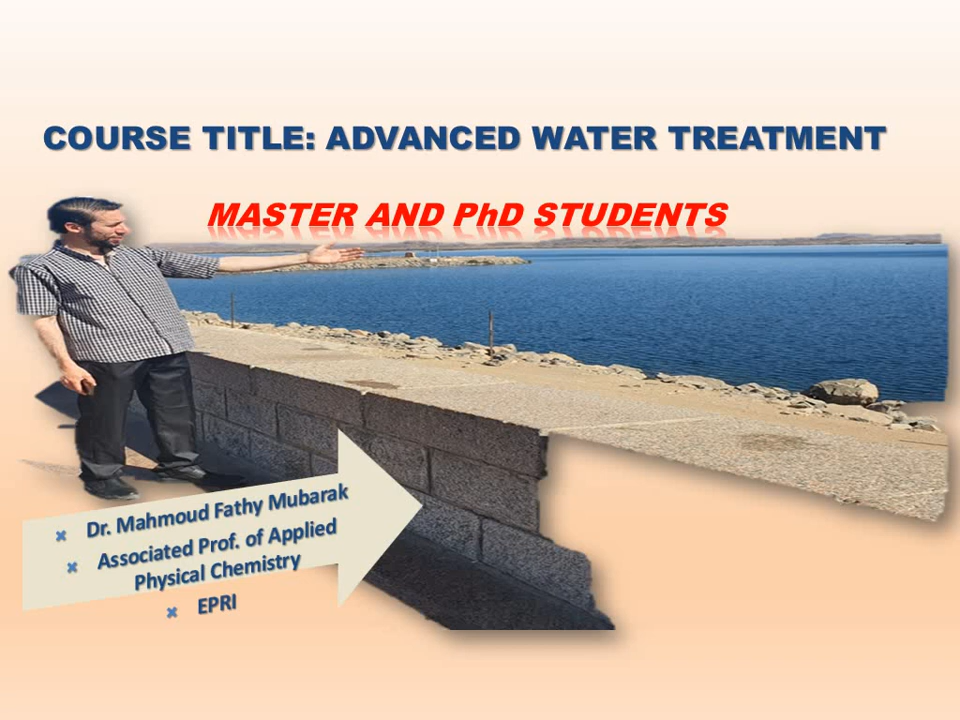 COURSE TITLE: ADVANCED WATER TREATMENT
MASTER AND PhD STUDENTS
Dr. Mahmoud Fathy Mubarak
Associated Prof. of Applied
Physical Chemistry
EPRI